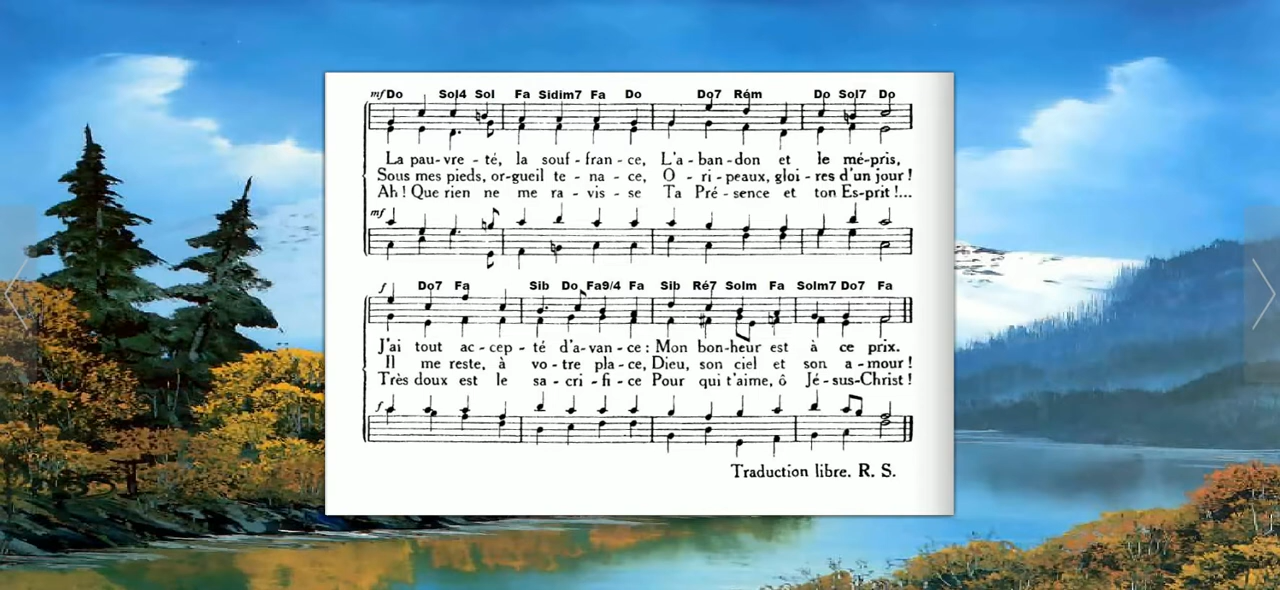 mf Do Sol4 Sol Fa Sidim7 Fa Do Do7 Rém Do Sol7 Do
La pau-vre - té, la souf - fran - ce, L'a - ban - don et le mé-pris,
Sous mes pieds, or-gueil te - na - ce, O - ri - peaux, gloi - res d'un jour !
Ah ! Que rien ne me ra - vis - se Ta Pré - sence et ton Es-prit !...
mf
f Do7 Fa Sib Do Fa9/4 Fa Sib Ré7 Solm Fa Solm7 Do7 Fa
J'ai tout ac - cep - té d'a-van - ce : Mon bon-heur est à ce prix.
Il me reste, à vo - tre pla - ce, Dieu, son ciel et son a - mour !
Très doux est le sa - cri - fi - ce Pour qui t'aime, ô Jé - sus-Christ !
f
Traduction libre. R. S.